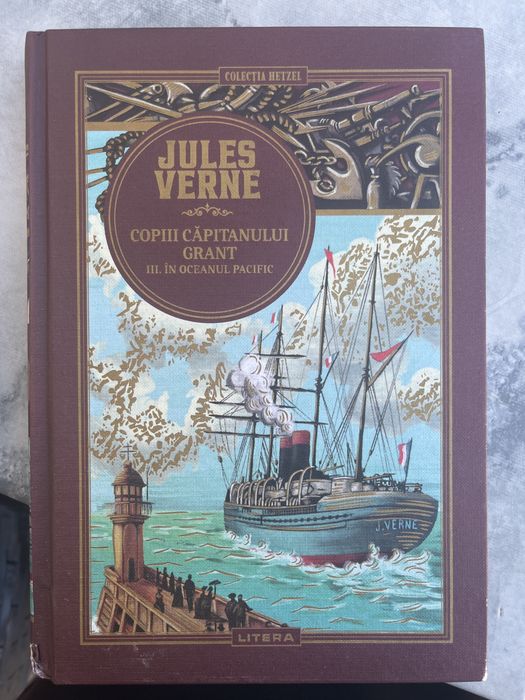 COLECȚIA HETZEL
JULES
VERNE
COPIII CĂPITANULUI
GRANT
III. ÎN OCEANUL PACIFIC
J. VERNE
LITERA